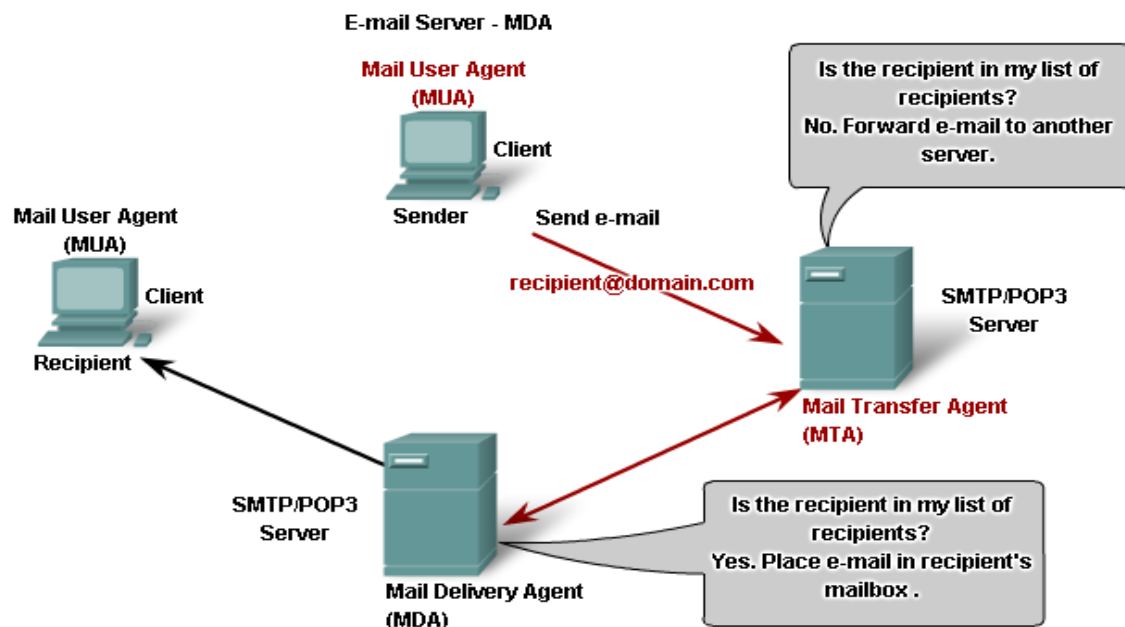 E-mail Server - MDA
Mail User Agent
(MUA)
Client
Sender
Is the recipient in my list of
recipients?
No. Forward e-mail to another
server.
Mail User Agent
(MUA)
Client
Recipient
Send e-mail
recipient@domain.com
SMTP/POP3
Server
Mail Transfer Agent
(MTA)
SMTP/POP3
Server
Mail Delivery Agent
(MDA)
Is the recipient in my list of
recipients?
Yes. Place e-mail in recipient's
mailbox .